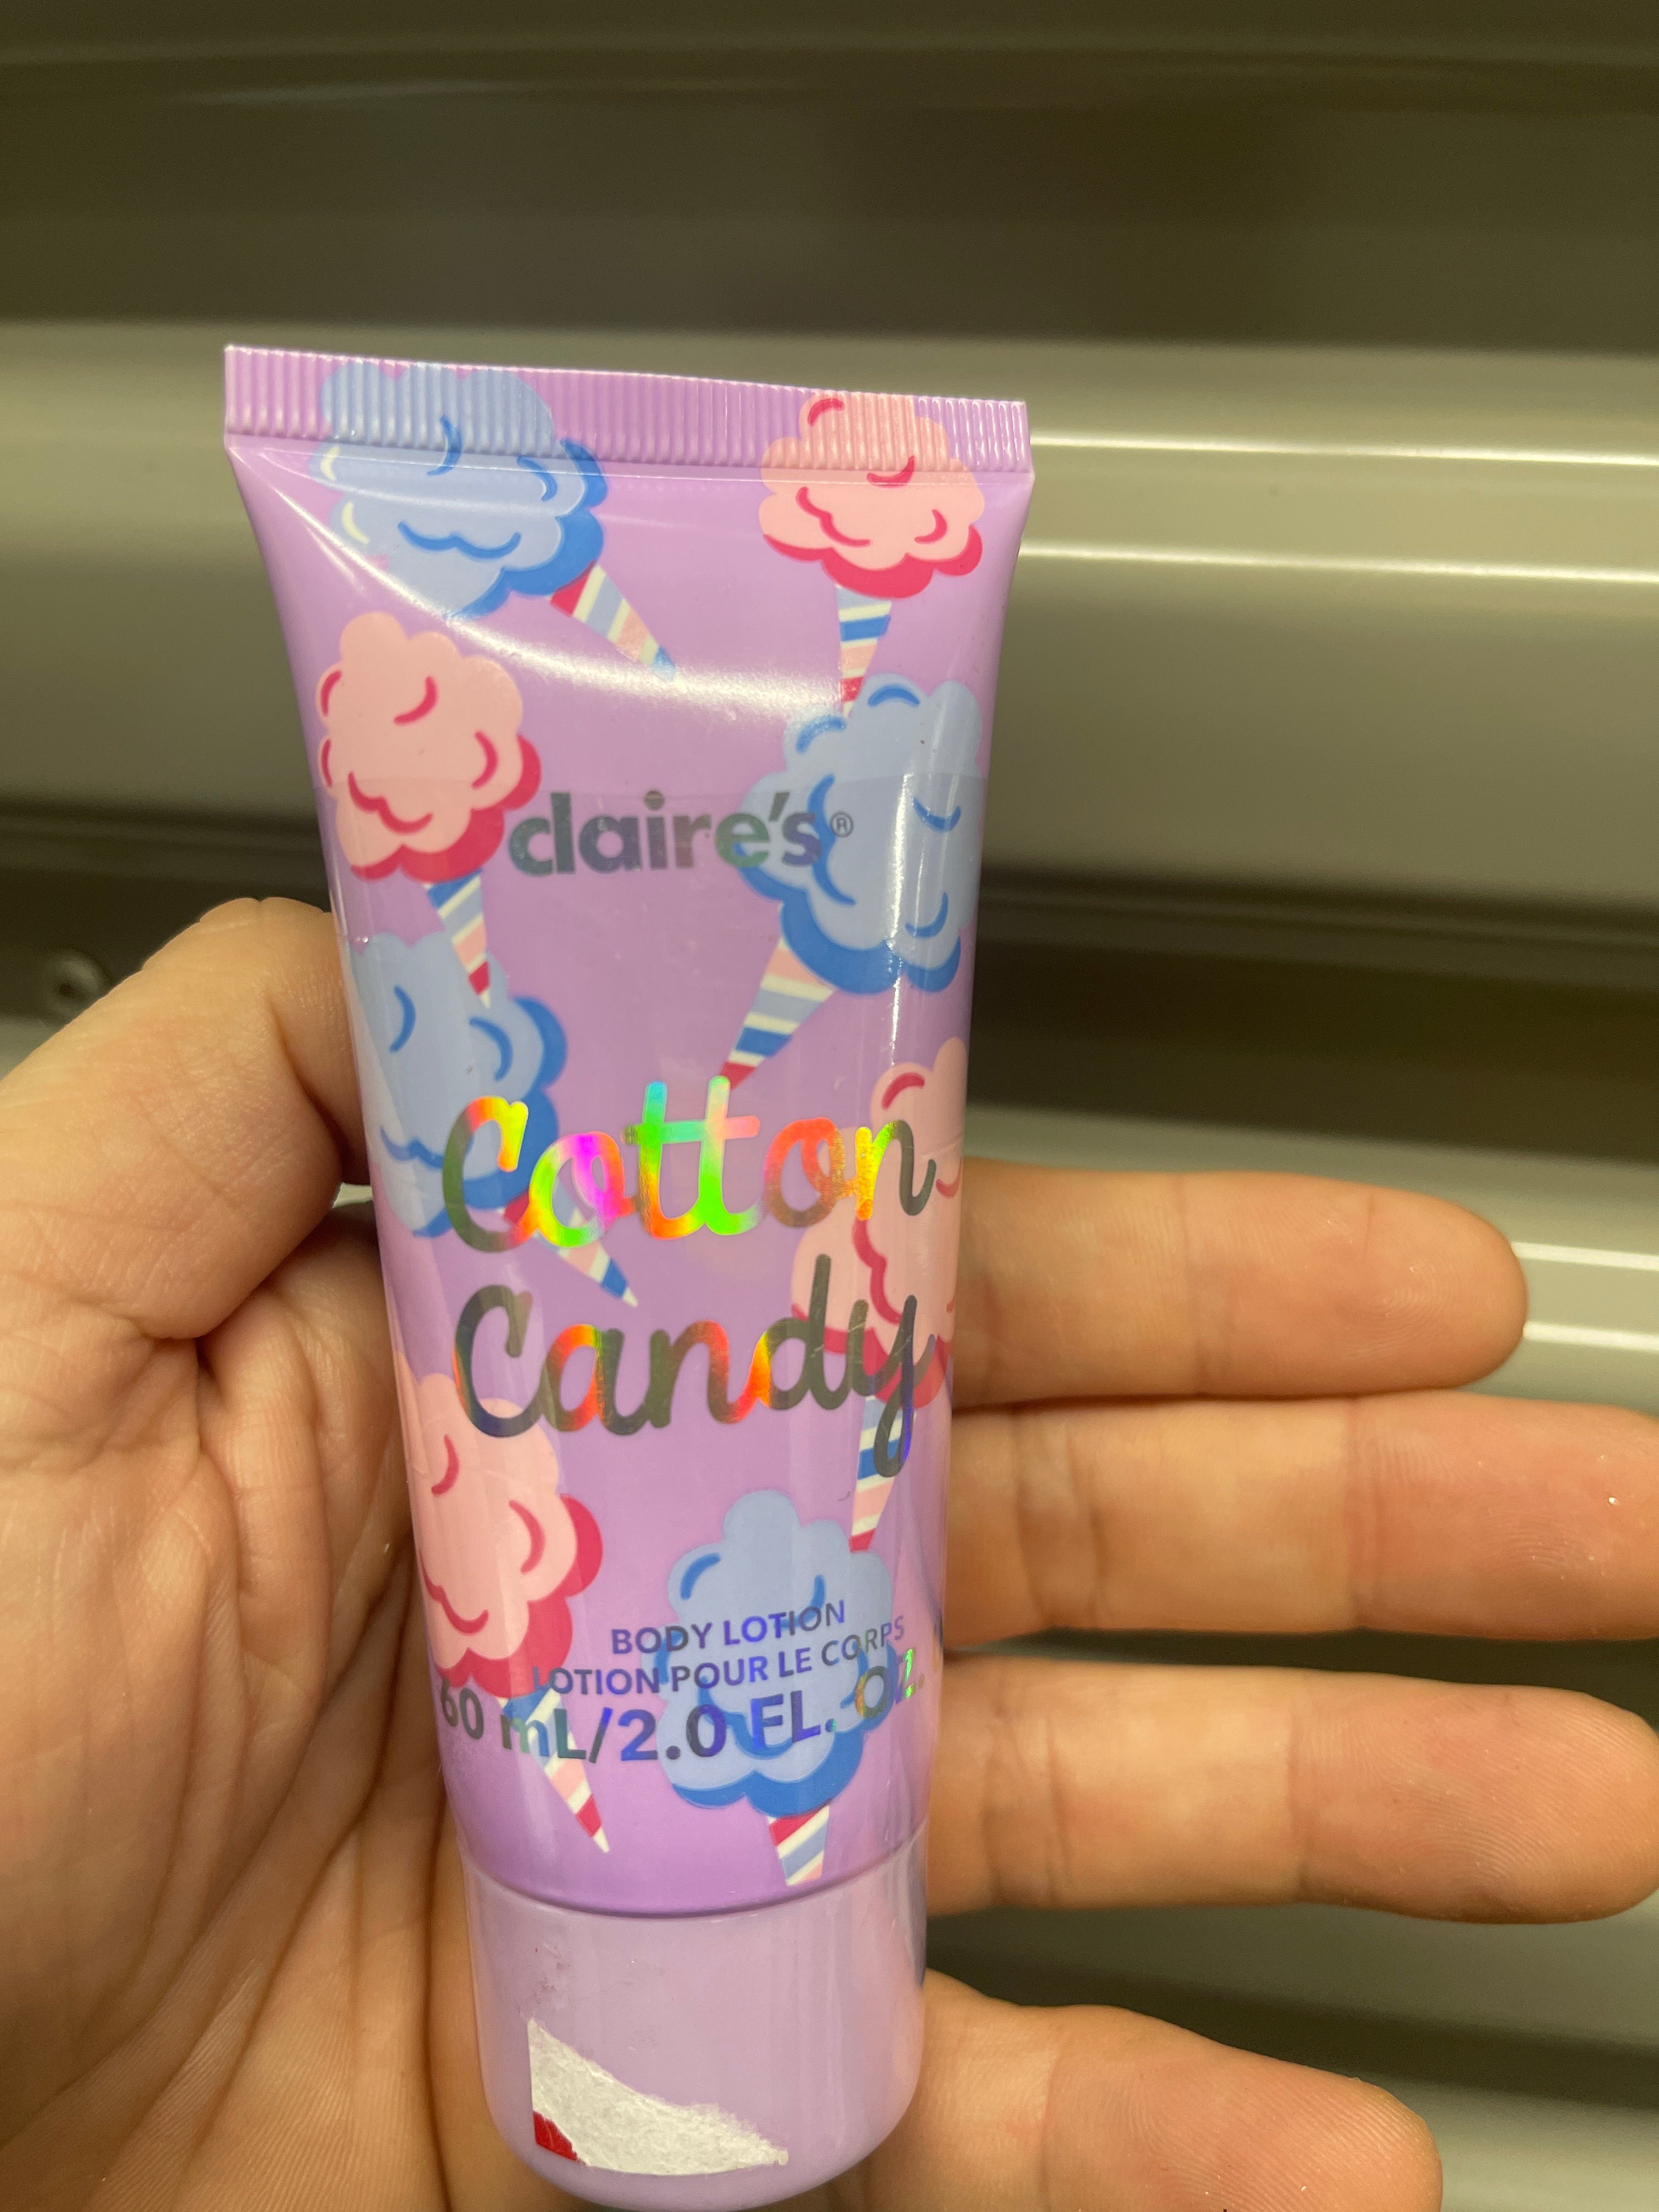 claire's®
Cotton
Candy
BODY LOTION
LOTION POUR LE CORPS
60 mL/2.0 FL. OZ.